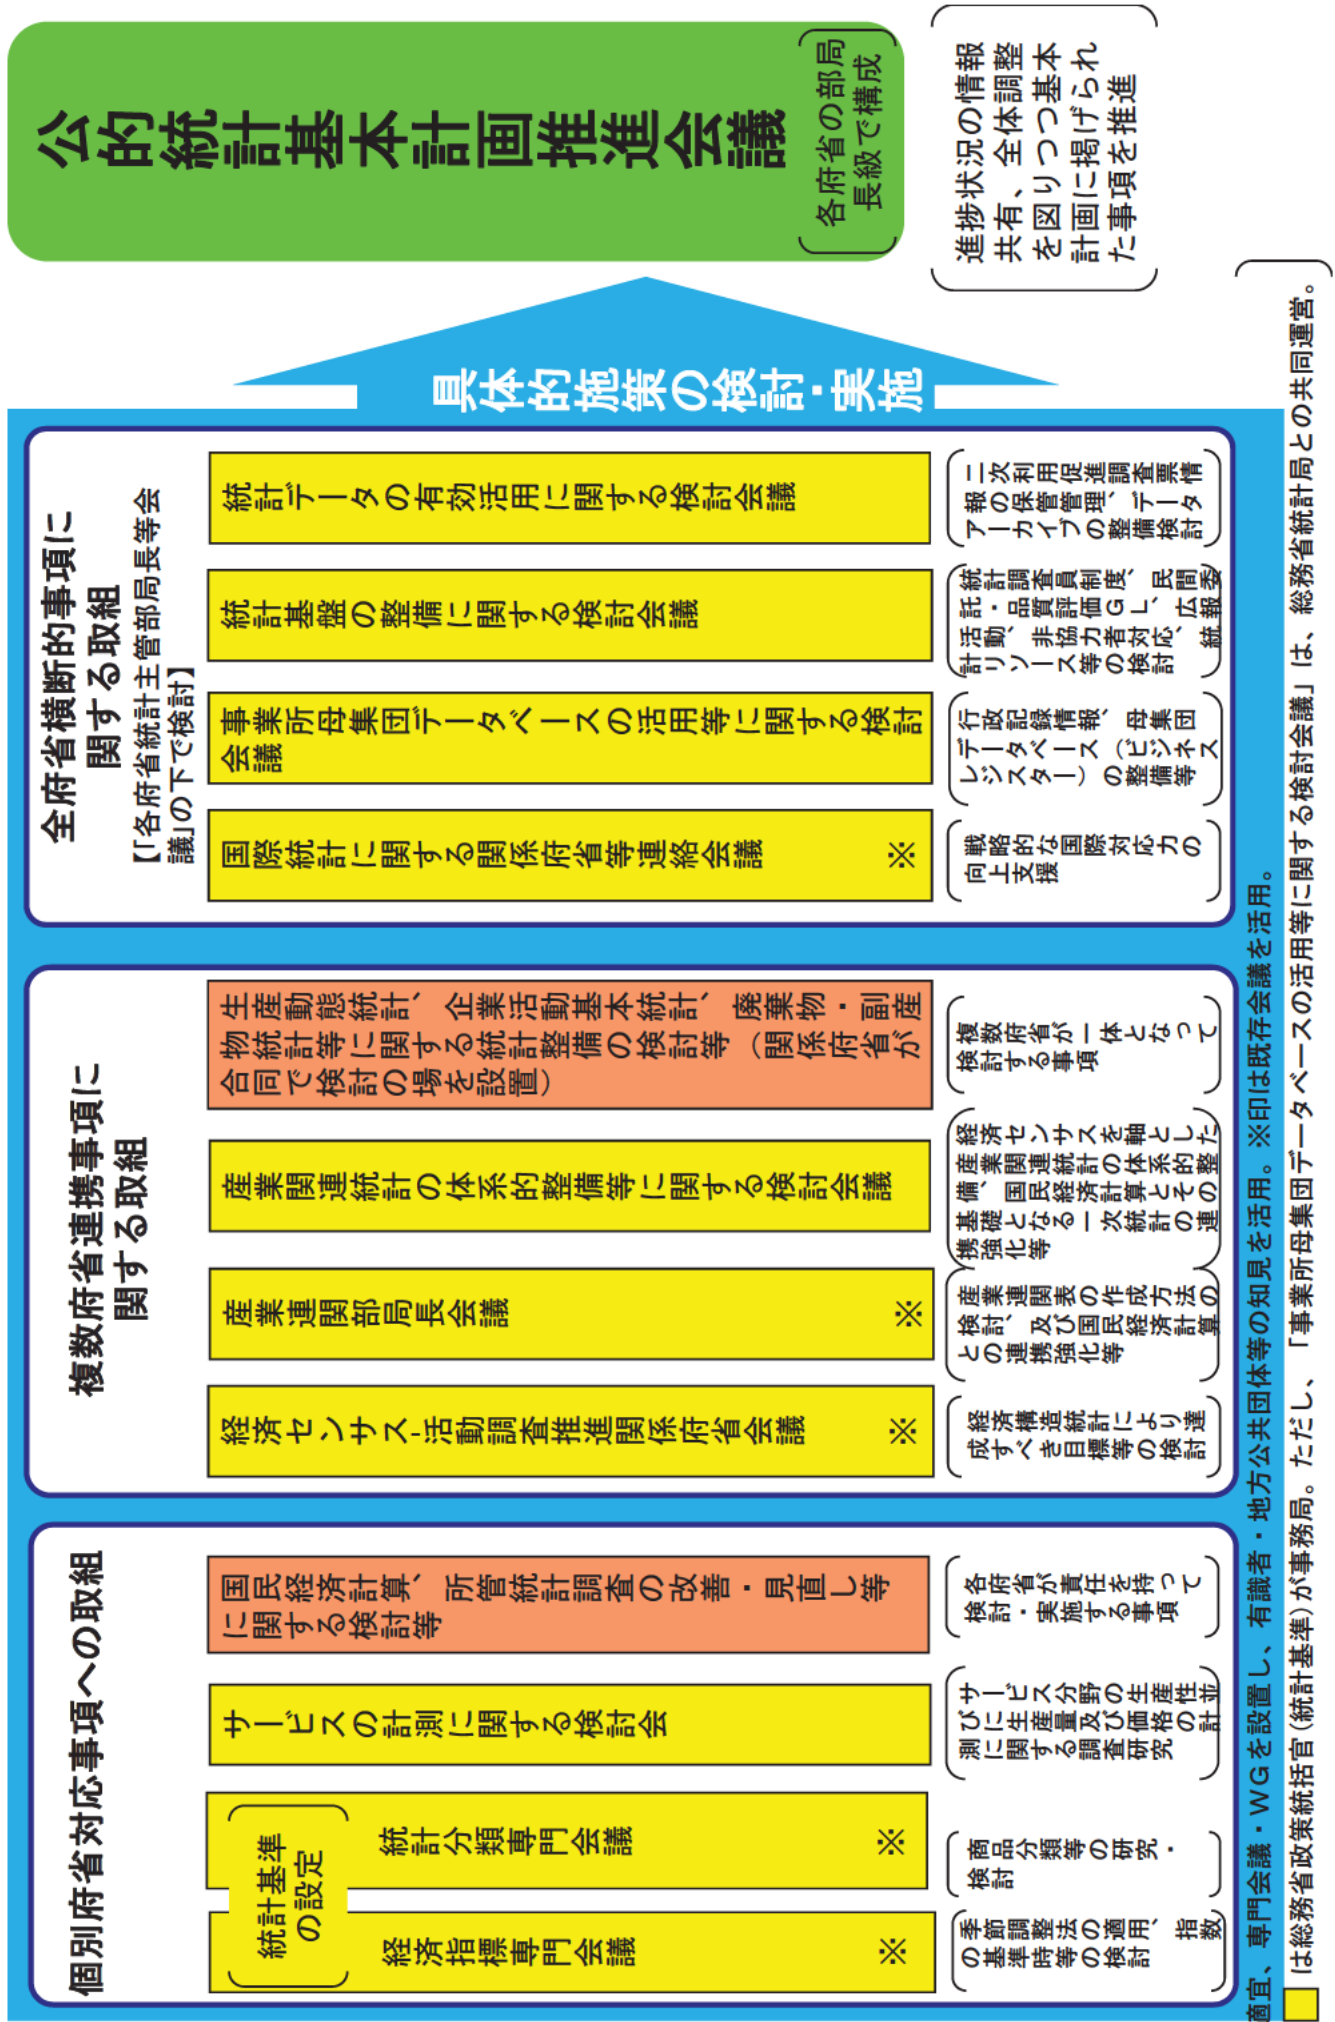 公的統計基本計画推進会議
各府省の部局
長級で構成
進捗状況の情報
共有、全体調整
を図りつつ基本
計画に掲げられ
た事項を推進
具体的施策の検討・実施
全府省横断的事項に
関する取組
【「各府省統計主管部局長等会
議」の下で検討】
統計データの有効活用に関する検討会議
二次利用促進調査票情
報の保管管理、データ
アーカイブの整備検討
統計基盤の整備に関する検討会議
統計調査員制度、民間委
託・品質評価GL、広報
活動、非協力者対応、統
計リソース等の検討
事業所母集団データベースの活用等に関する検討
会議
行政記録情報、母集団
データベース（ビジネス
レジスター）の整備等
国際統計に関する関係府省等連絡会議 ※
戦略的な国際対応力の
向上支援
複数府省連携事項に
関する取組
生産動態統計、企業活動基本統計、廃棄物・副産
物統計等に関する統計整備の検討等（関係府省が
合同で検討の場を設置）
複数府省が一体となって
検討する事項
産業関連統計の体系的整備等に関する検討会議
経済センサスを軸とした
産業関連統計の体系的整
備、国民経済計算とその
基礎となる一次統計の連
携強化等
産業連関部局長会議 ※
産業連関表の作成方法の
検討、及び国民経済計算
との連携強化等
経済センサス-活動調査推進関係府省会議 ※
経済構造統計により達
成すべき目標等の検討
個別府省対応事項への取組
国民経済計算、所管統計調査の改善・見直し等
に関する検討等
各府省が責任を持って
検討・実施する事項
サービスの計測に関する検討会
サービス分野の生産性並
びに生産量及び価格の計
測に関する調査研究
統計基準
の設定
統計分類専門会議 ※
商品分類等の研究・
検討
経済指標専門会議 ※
季節調整法の適用、指数
の基準時等の検討
適宜、専門会議・WGを設置し、有識者・地方公共団体等の知見を活用。※印は既存会議を活用。
は総務省政策統括官（統計基準）が事務局。ただし、「事業所母集団データベースの活用等に関する検討会議」は、総務省統計局との共同運営。